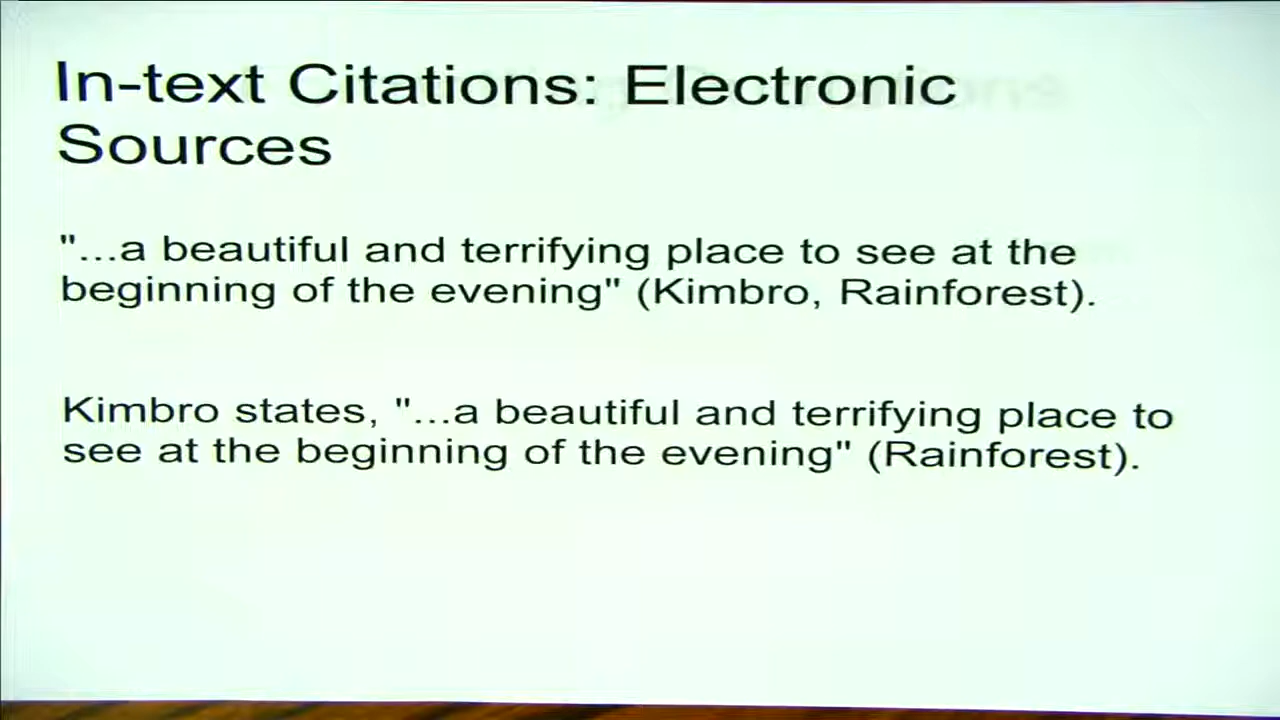 In-text Citations: Electronic
Sources
"...a beautiful and terrifying place to see at the
beginning of the evening" (Kimbro, Rainforest).
Kimbro states, "...a beautiful and terrifying place to
see at the beginning of the evening" (Rainforest).